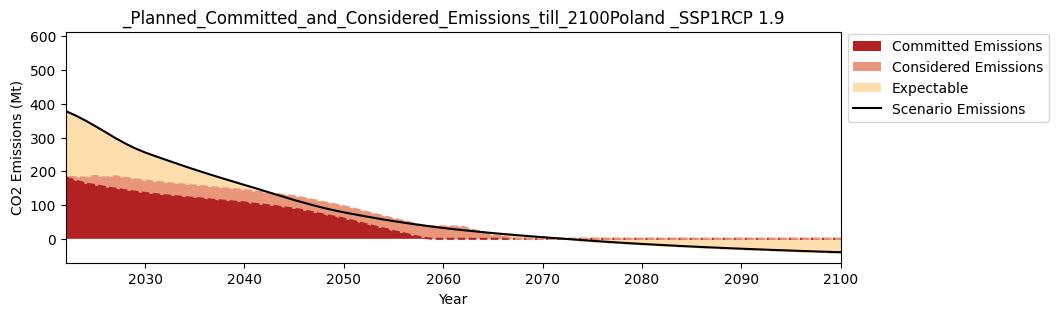 _Planned_Committed_and_Considered_Emissions_till_2100Poland _SSP1RCP 1.9
600
500
400
300
200
100
0
CO2 Emissions (Mt)
2030 2040 2050 2060 2070 2080 2090 2100
Year
Committed Emissions
Considered Emissions
Expectable
Scenario Emissions